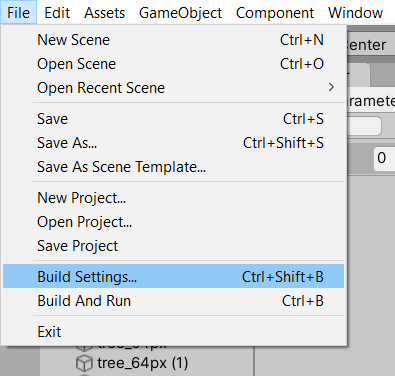 File Edit Assets GameObject Component Window
New Scene Ctrl+N
Center
Open Scene Ctrl+O
Open Recent Scene
Save Ctrl+S
Save As... Ctrl+Shift+S
0
Save As Scene Template...
New Project...
Open Project...
Save Project
Build Settings... Ctrl+Shift+B
Build And Run Ctrl+B
Exit
tree_64px
tree_64px (1)